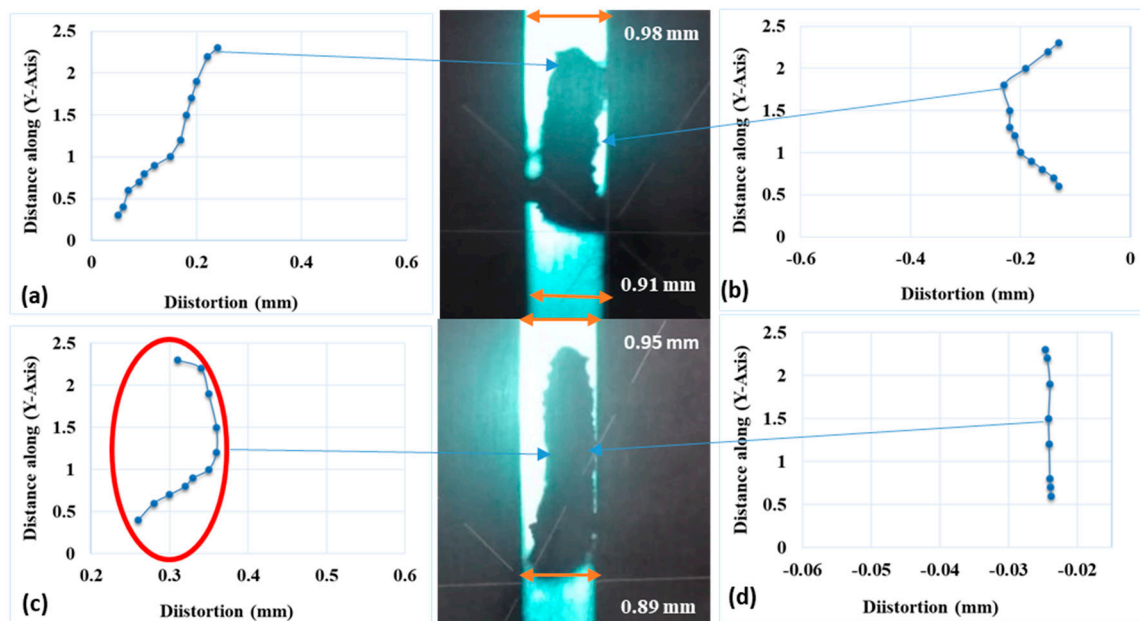 2.5
2
1.5
1
0.5
0
0 0.2 0.4 0.6
Distance along (Y-Axis)
Diistortion (mm)
(a)
0.98 mm
0.91 mm
2.5
2
1.5
1
0.5
0
-0.6 -0.4 -0.2 0
Distance along (Y-Axis)
Diistortion (mm)
(b)
2.5
2
1.5
1
0.5
0
0.2 0.3 0.4 0.5 0.6
Distance along (Y-Axis)
Diistortion (mm)
(c)
0.95 mm
0.89 mm
2.5
2
1.5
1
0.5
0
-0.06 -0.05 -0.04 -0.03 -0.02
Distance along (Y-Axis)
Diistortion (mm)
(d)